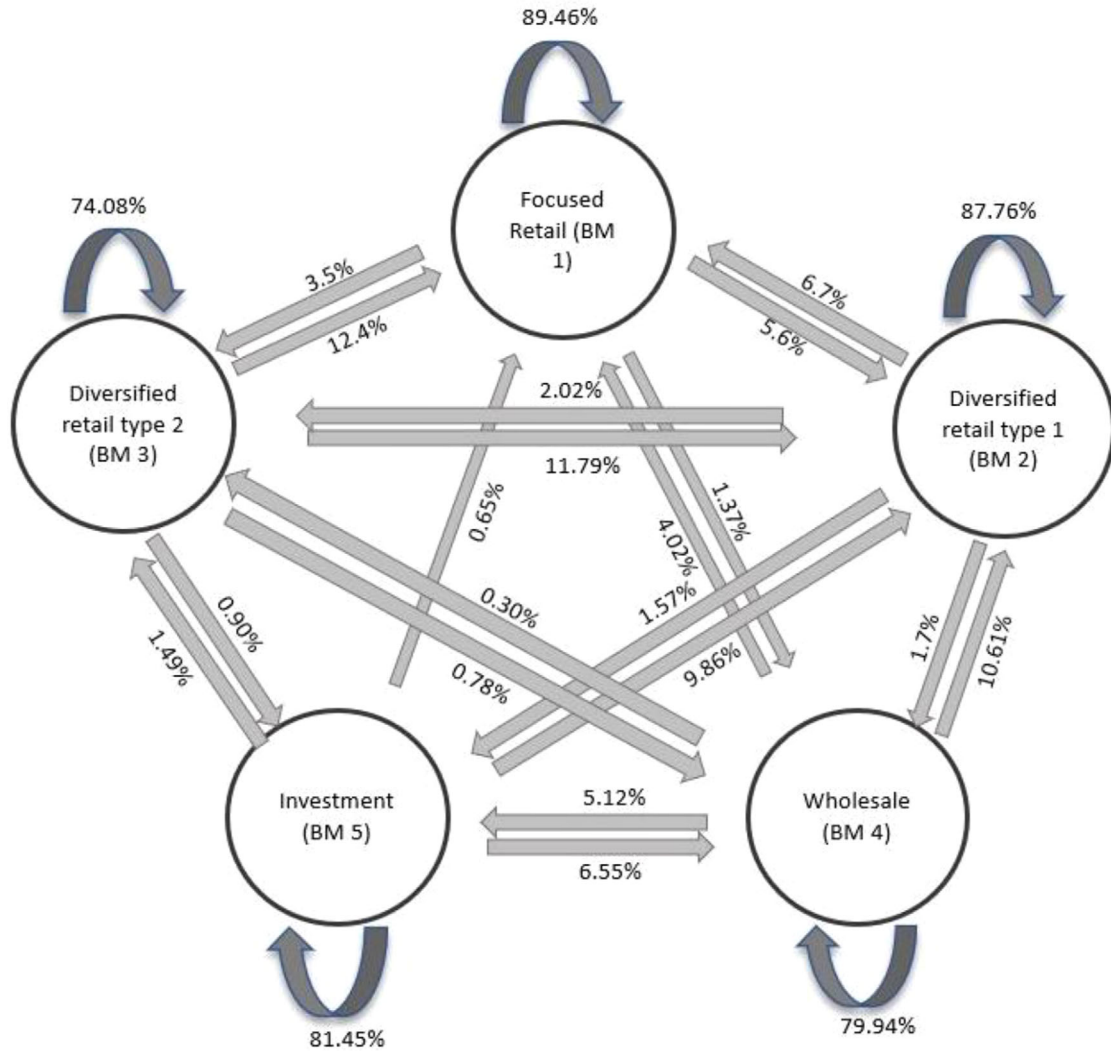 89.46%
Focused
Retail (BM
1)
74.08%
87.76%
3.5%
12.4%
6.7%
5.6%
Diversified
retail type 2
(BM 3)
2.02%
11.79%
Diversified
retail type 1
(BM 2)
0.65%
1.37%
4.02%
0.30%
0.78%
1.57%
9.86%
0.90%
1.49%
1.7%
10.61%
Investment
(BM 5)
5.12%
6.55%
Wholesale
(BM 4)
81.45%
79.94%